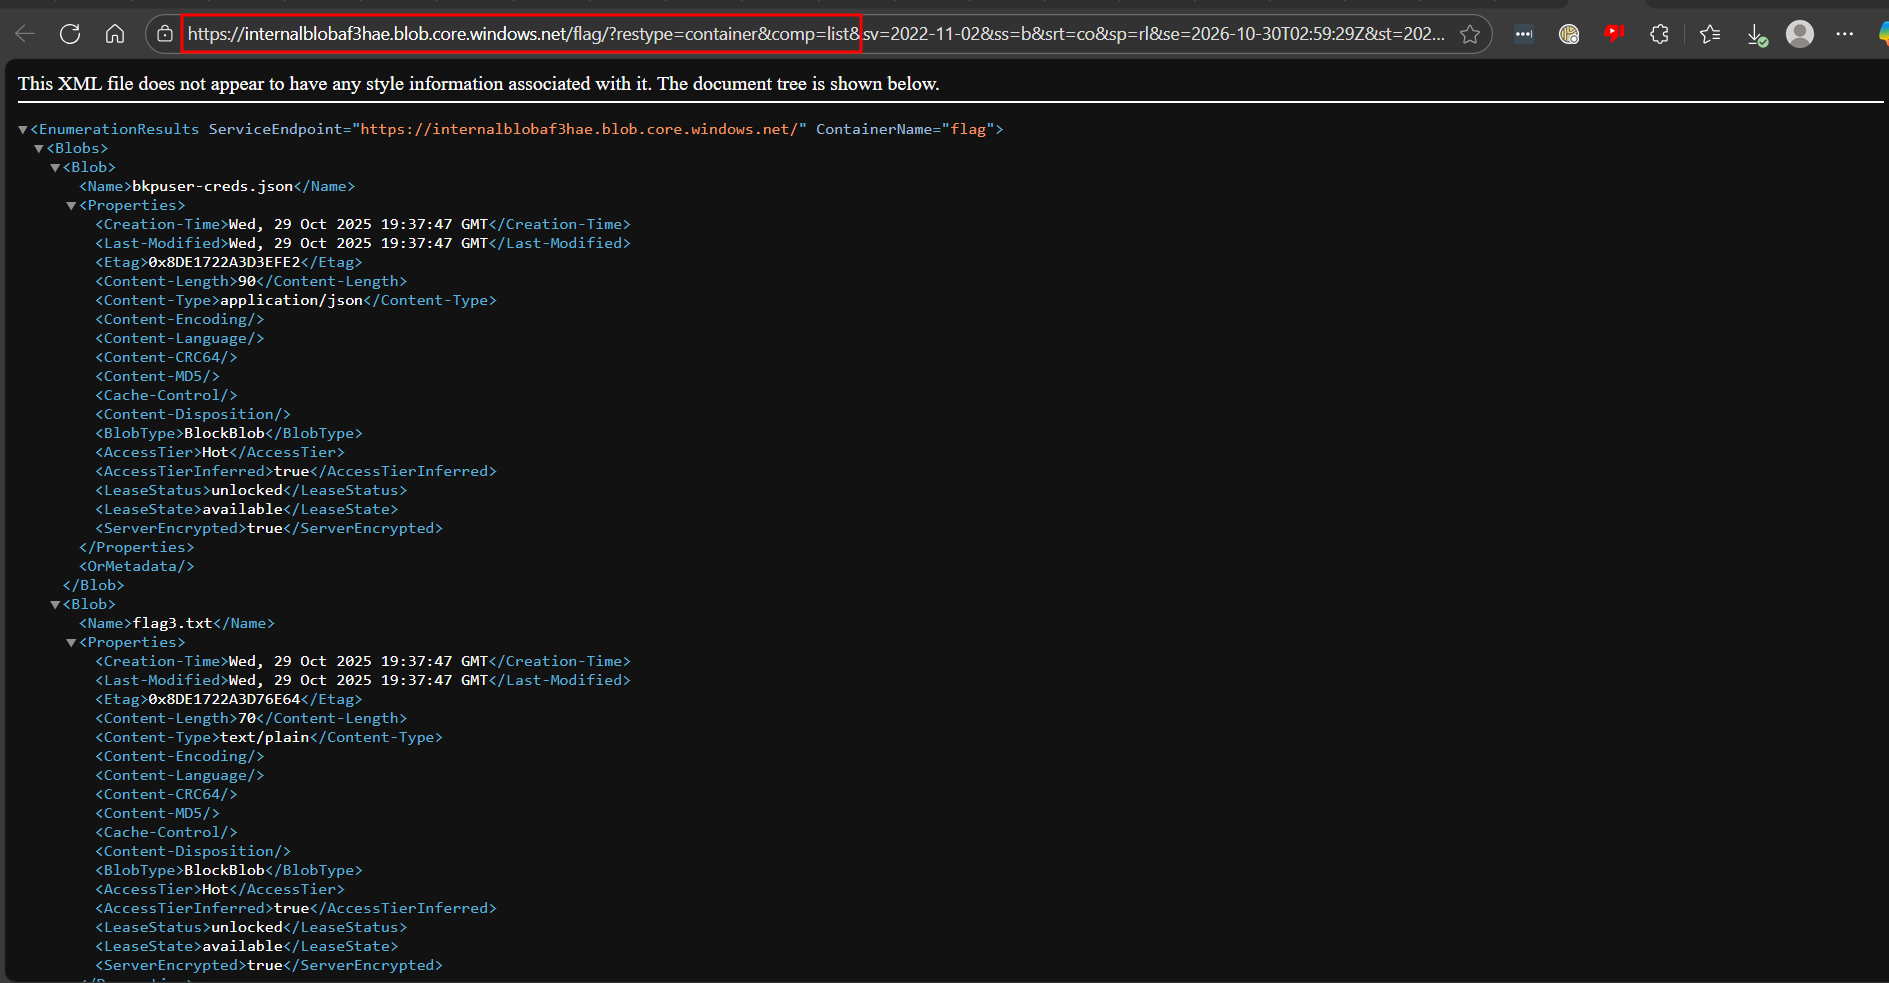 https://internalblobaf3hae.blob.core.windows.net/flag/?restype=container&comp=list&sv=2022-11-02&ss=b&srt=co&sp=rl&se=2026-10-30T02:59:29Z&st=202...
This XML file does not appear to have any style information associated with it. The document tree is shown below.
▼<EnumerationResults ServiceEndpoint="https://internalblobaf3hae.blob.core.windows.net/" ContainerName="flag">
▼<Blobs>
▼<Blob>
<Name>bkpuser-creds.json</Name>
▼<Properties>
<Creation-Time>Wed, 29 Oct 2025 19:37:47 GMT</Creation-Time>
<Last-Modified>Wed, 29 Oct 2025 19:37:47 GMT</Last-Modified>
<Etag>0x8DE1722A3D3EFE2</Etag>
<Content-Length>90</Content-Length>
<Content-Type>application/json</Content-Type>
<Content-Encoding/>
<Content-Language/>
<Content-CRC64/>
<Content-MD5/>
<Cache-Control/>
<Content-Disposition/>
<BlobType>BlockBlob</BlobType>
<AccessTier>Hot</AccessTier>
<AccessTierInferred>true</AccessTierInferred>
<LeaseStatus>unlocked</LeaseStatus>
<LeaseState>available</LeaseState>
<ServerEncrypted>true</ServerEncrypted>
</Properties>
<OrMetadata/>
</Blob>
▼<Blob>
<Name>flag3.txt</Name>
▼<Properties>
<Creation-Time>Wed, 29 Oct 2025 19:37:47 GMT</Creation-Time>
<Last-Modified>Wed, 29 Oct 2025 19:37:47 GMT</Last-Modified>
<Etag>0x8DE1722A3D76E64</Etag>
<Content-Length>70</Content-Length>
<Content-Type>text/plain</Content-Type>
<Content-Encoding/>
<Content-Language/>
<Content-CRC64/>
<Content-MD5/>
<Cache-Control/>
<Content-Disposition/>
<BlobType>BlockBlob</BlobType>
<AccessTier>Hot</AccessTier>
<AccessTierInferred>true</AccessTierInferred>
<LeaseStatus>unlocked</LeaseStatus>
<LeaseState>available</LeaseState>
<ServerEncrypted>true</ServerEncrypted>